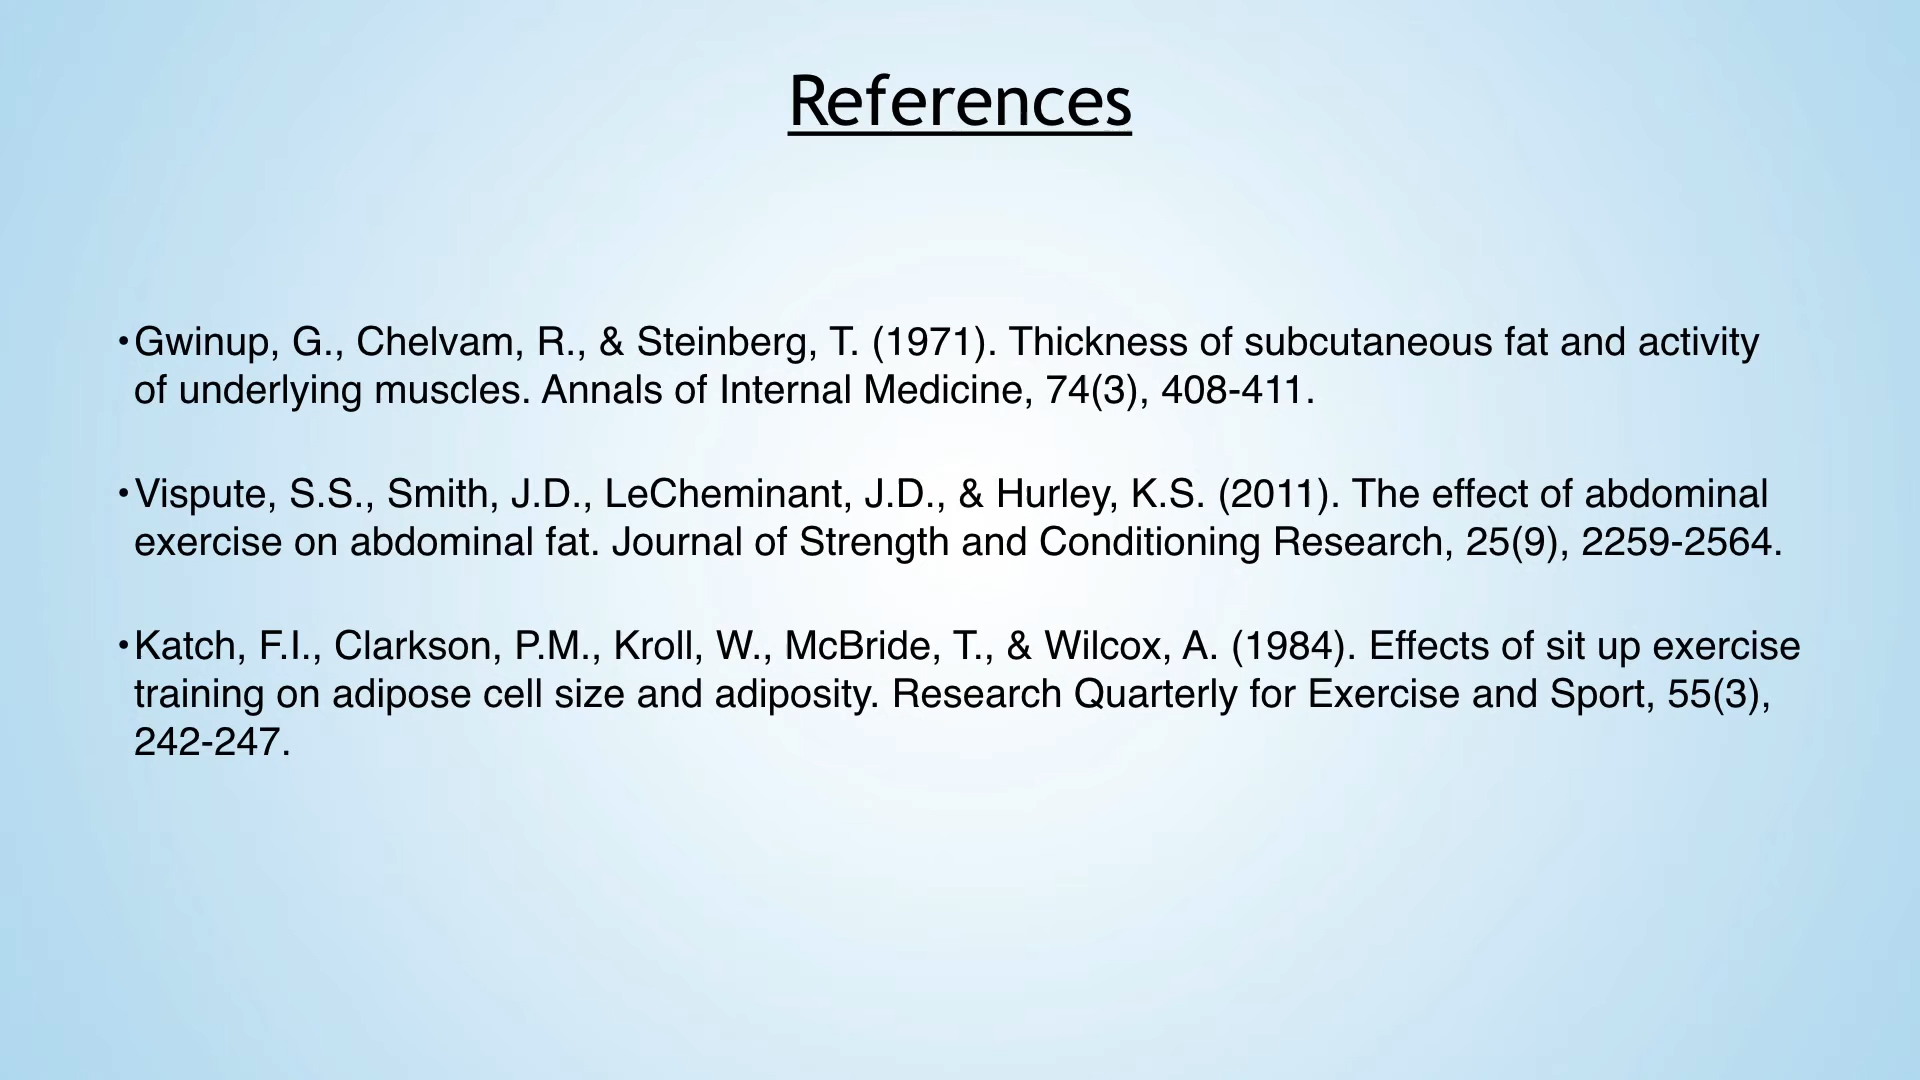 References
•Gwinup, G., Chelvam, R., & Steinberg, T. (1971). Thickness of subcutaneous fat and activity
of underlying muscles. Annals of Internal Medicine, 74(3), 408-411.
•Vispute, S.S., Smith, J.D., LeCheminant, J.D., & Hurley, K.S. (2011). The effect of abdominal
exercise on abdominal fat. Journal of Strength and Conditioning Research, 25(9), 2259-2564.
•Katch, F.I., Clarkson, P.M., Kroll, W., McBride, T., & Wilcox, A. (1984). Effects of sit up exercise
training on adipose cell size and adiposity. Research Quarterly for Exercise and Sport, 55(3),
242-247.